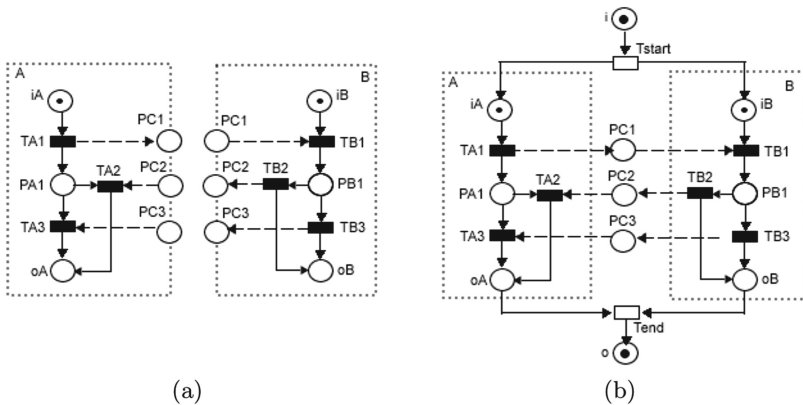 i
Tstart
A
B
iA
iB
PC1
PC1
TA1
TB1
PC2
PC2
TA2
TB2
PA1
PB1
PC3
PC3
TA3
TB3
oA
oB
(a)
A
B
iA
iB
PC1
TA1
TB1
TA2
PC2
TB2
PA1
PB1
PC3
TA3
TB3
oA
oB
Tend
o
(b)